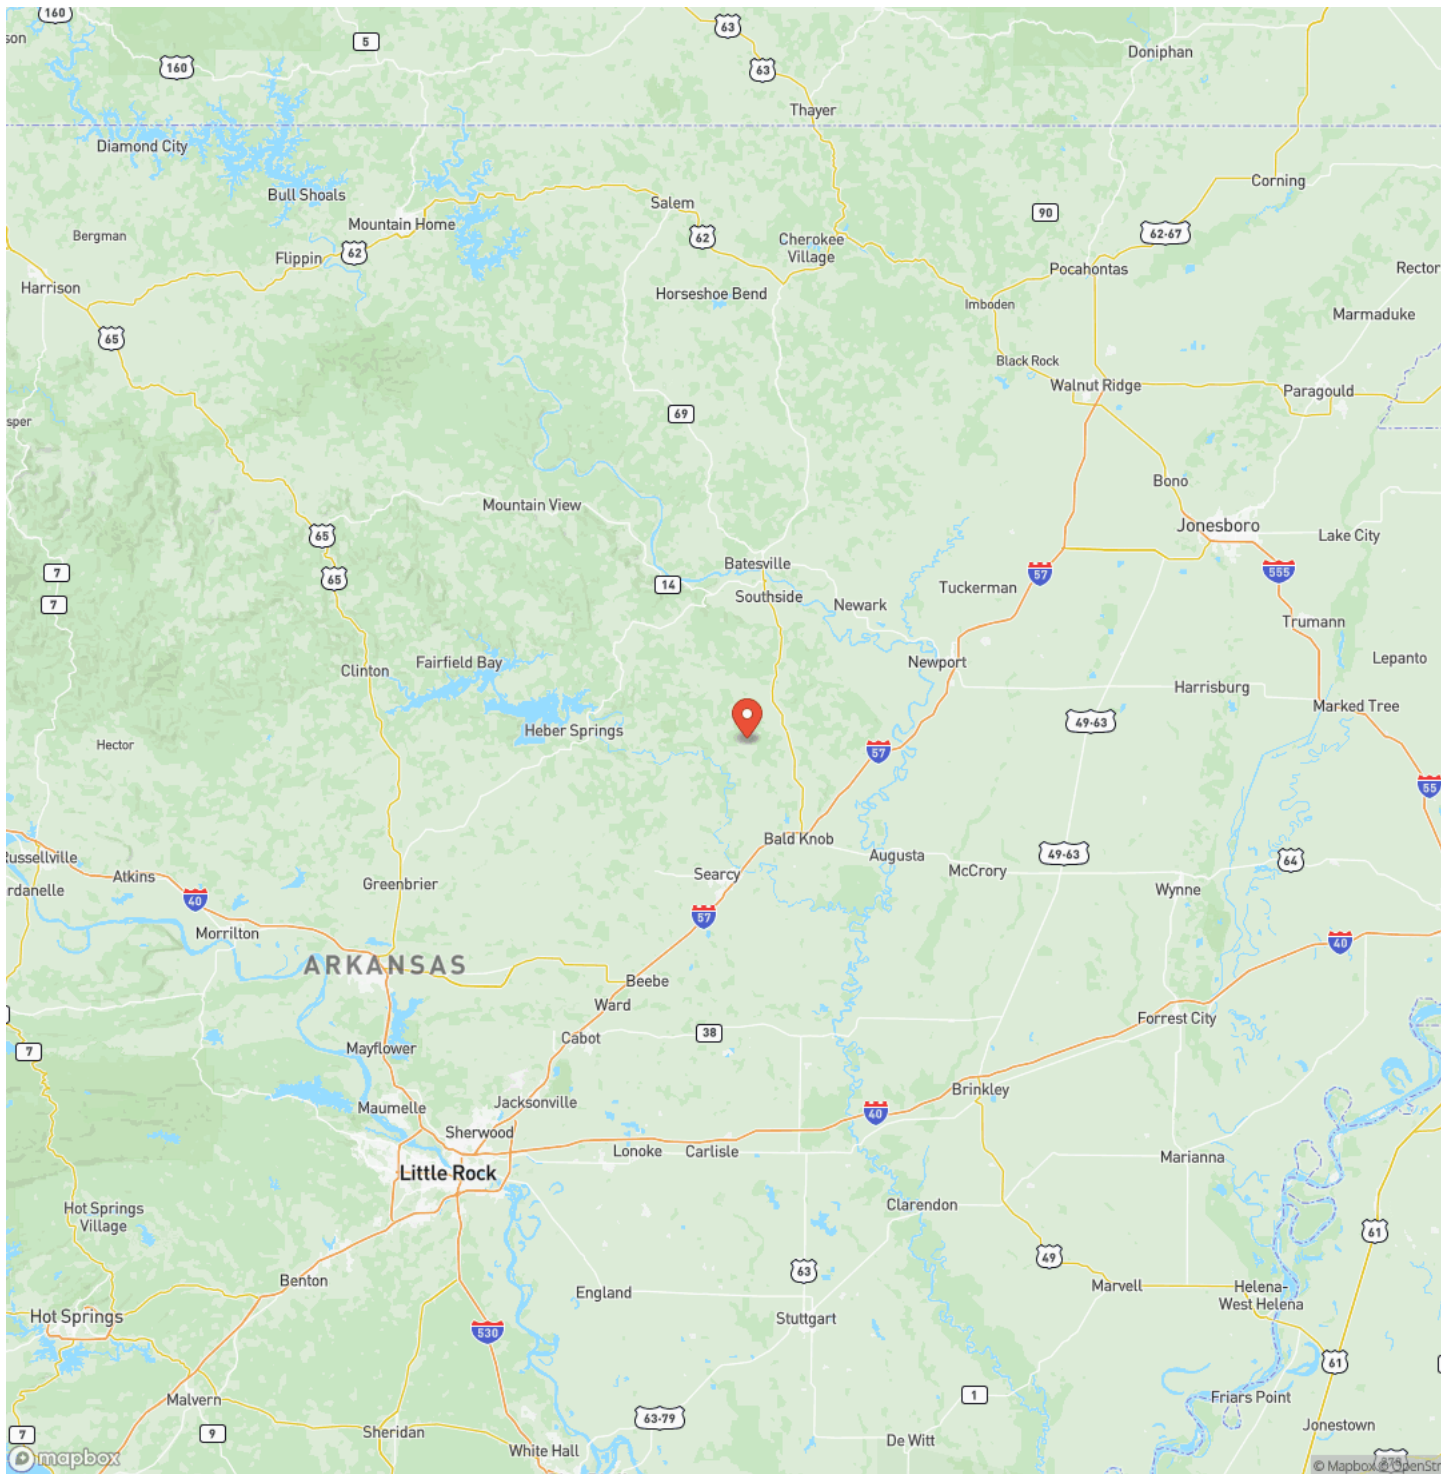 160
5
63
Doniphan
160
63
Thayer
Diamond City
Bull Shoals
Salem
Corning
Mountain Home
90
62-67
Bergman
62
Cherokee
Village
Flippin
62
Pocahontas
Rector
Harrison
Horseshoe Bend
Imboden
Marmaduke
65
Black Rock
Walnut Ridge
Paragould
69
sper
Bono
Mountain View
Jonesboro
65
Lake City
Batesville
7
65
14
57
555
Southside
Tuckerman
7
Newark
Trumann
Fairfield Bay
Newport
Lepanto
Clinton
Harrisburg
Marked Tree
49-63
Heber Springs
Hector
57
55
Bald Knob
Russellville
Augusta
49-63
64
Atkins
Greenbrier
Searcy
McCrory
Wynne
rdanelle
40
57
Morrilton
40
ARKANSAS
Beebe
Ward
Forrest City
7
Mayflower
Cabot
38
Brinkley
Maumelle
Jacksonville
40
Sherwood
Lonoke
Carlisle
Marianna
Little Rock
Hot Springs
Village
Clarendon
61
49
Benton
63
Marvell
Helena-
West Helena
England
Hot Springs
Stuttgart
530
61
Malvern
1
Friars Point
63-79
Jonestown
7
9
Sheridan
De Witt
White Hall
mapbox
© Mapbox © OpenStr